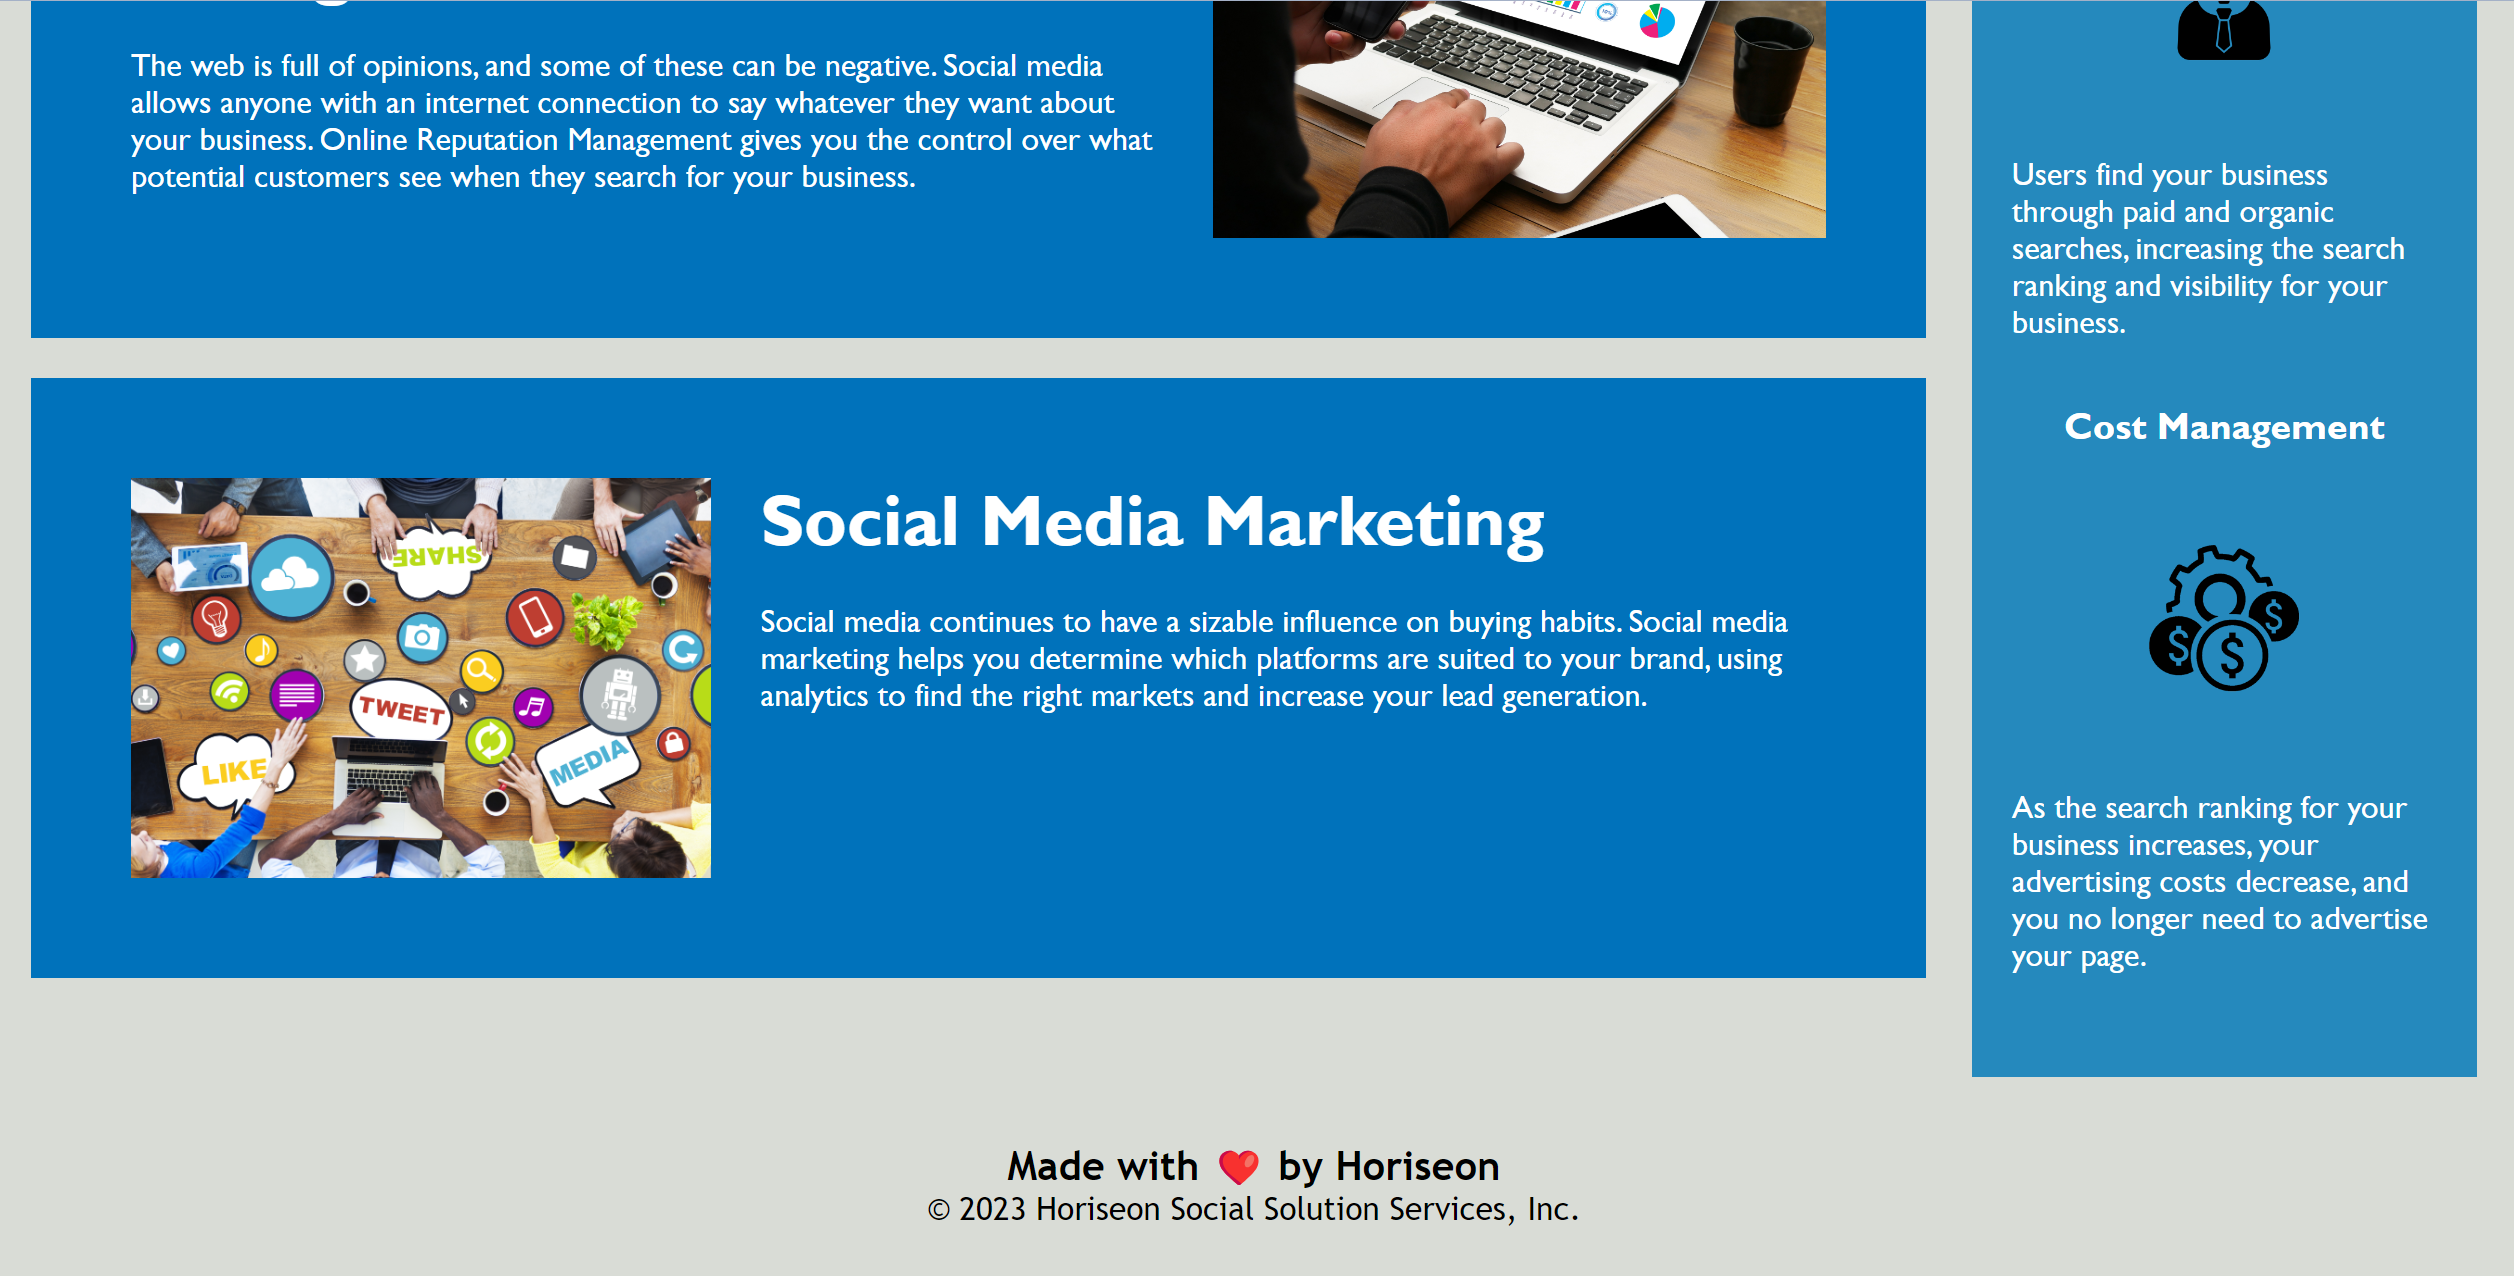 The web is full of opinions, and some of these can be negative. Social media
allows anyone with an internet connection to say whatever they want about
your business. Online Reputation Management gives you the control over what
potential customers see when they search for your business.
Users find your business
through paid and organic
searches, increasing the search
ranking and visibility for your
business.
Cost Management
As the search ranking for your
business increases, your
advertising costs decrease, and
you no longer need to advertise
your page.
SHARE
TWEET
LIKE
MEDIA
Social Media Marketing
Social media continues to have a sizable influence on buying habits. Social media
marketing helps you determine which platforms are suited to your brand, using
analytics to find the right markets and increase your lead generation.
Made with ❤️ by Horiseon
© 2023 Horiseon Social Solution Services, Inc.